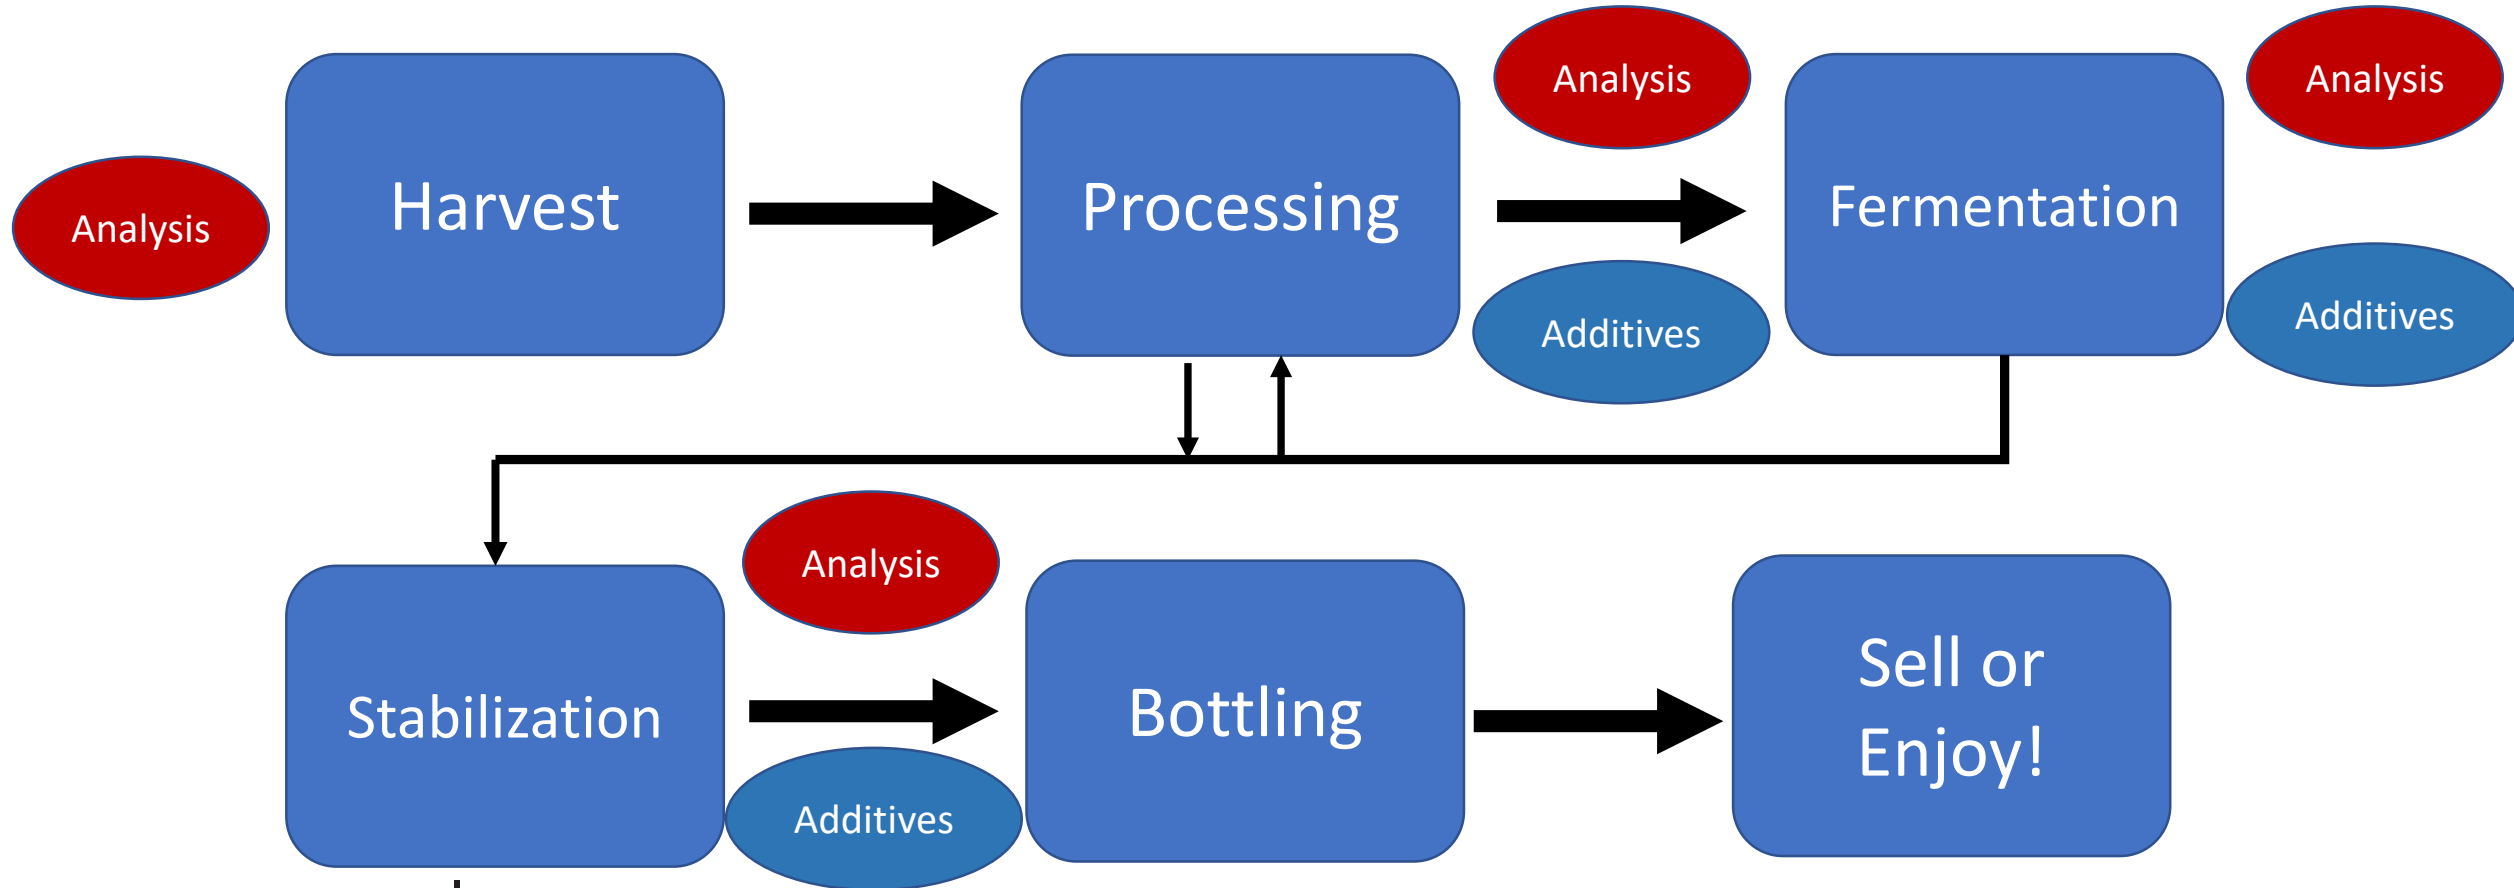 Analysis
Harvest
Processing
Analysis
Additives
Fermentation
Analysis
Additives
Stabilization
Analysis
Additives
Bottling
Sell or
Enjoy!